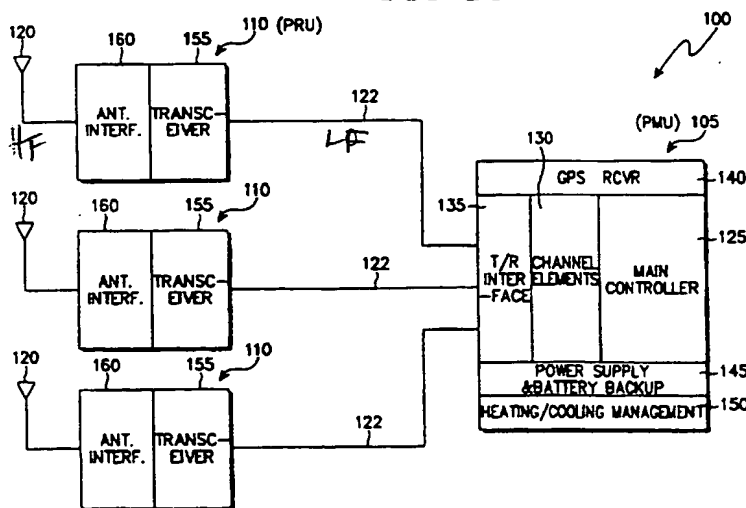 120 160 155 110 (PRU) 100
ANT. INTERF. TRANSC-EIVER 122
HF LF
(PMU) 105
130
GPS RCVR 140
135 125
T/R INTER-FACE CHANNEL ELEMENTS MAIN CONTROLLER
120 160 155 110
ANT. INTERF. TRANSC-EIVER 122
120 160 155 110
ANT. INTERF. TRANSC-EIVER 122
POWER SUPPLY &BATTERY BACKUP 145
HEATING/COOLING MANAGEMENT 150